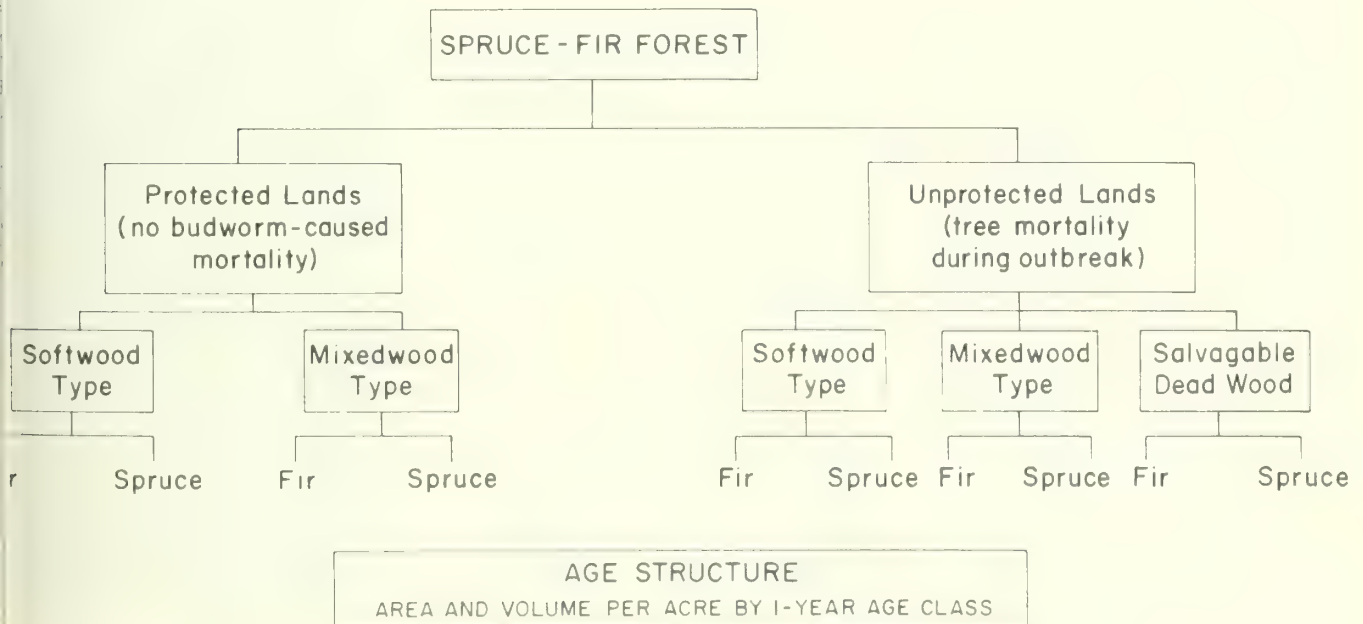 SPRUCE-FIR FOREST
Protected Lands
(no budworm-caused
mortality)
Unprotected Lands
(tree mortality
during outbreak)
Softwood
Type
Mixedwood
Type
Softwood
Type
Mixedwood
Type
Salvagable
Dead Wood
r Spruce Fir Spruce Fir Spruce Fir Spruce Fir Spruce
AGE STRUCTURE
AREA AND VOLUME PER ACRE BY 1-YEAR AGE CLASS